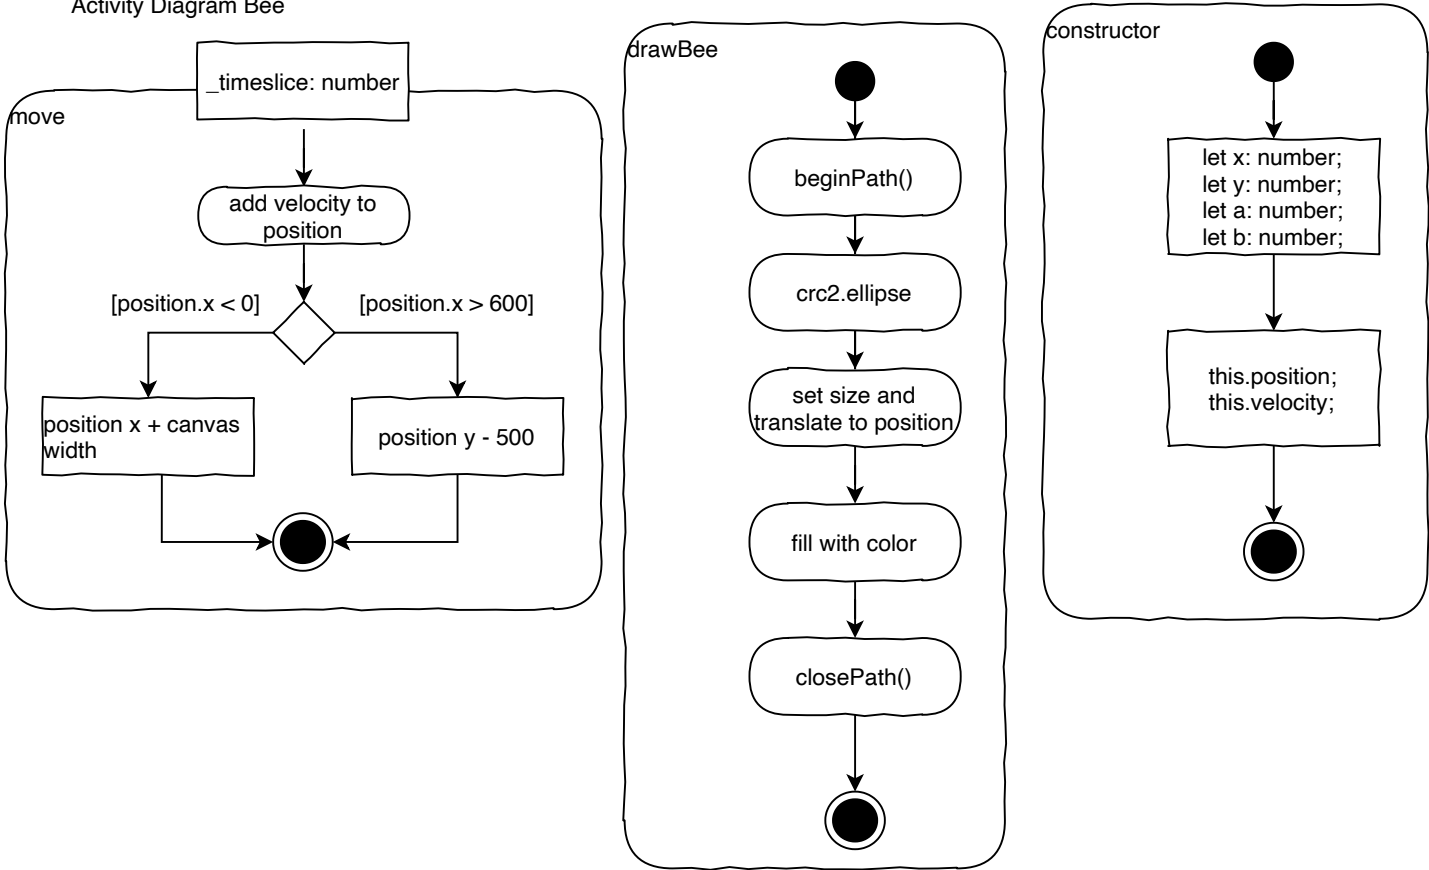 Activity Diagram Bee
_timeslice: number
move
add velocity to
position
[position.x < 0]
[position.x > 600]
position x + canvas
width
position y - 500
drawBee
beginPath()
crc2.ellipse
set size and
translate to position
fill with color
closePath()
constructor
let x: number;
let y: number;
let a: number;
let b: number;
this.position;
this.velocity;